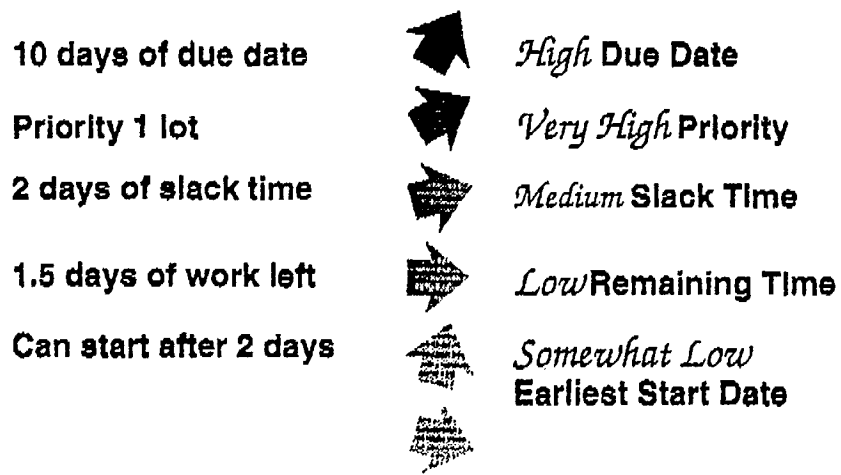 10 days of due date High Due Date
Priority 1 lot Very High Priority
2 days of slack time Medium Slack Time
1.5 days of work left Low Remaining Time
Can start after 2 days Somewhat Low
Earliest Start Date